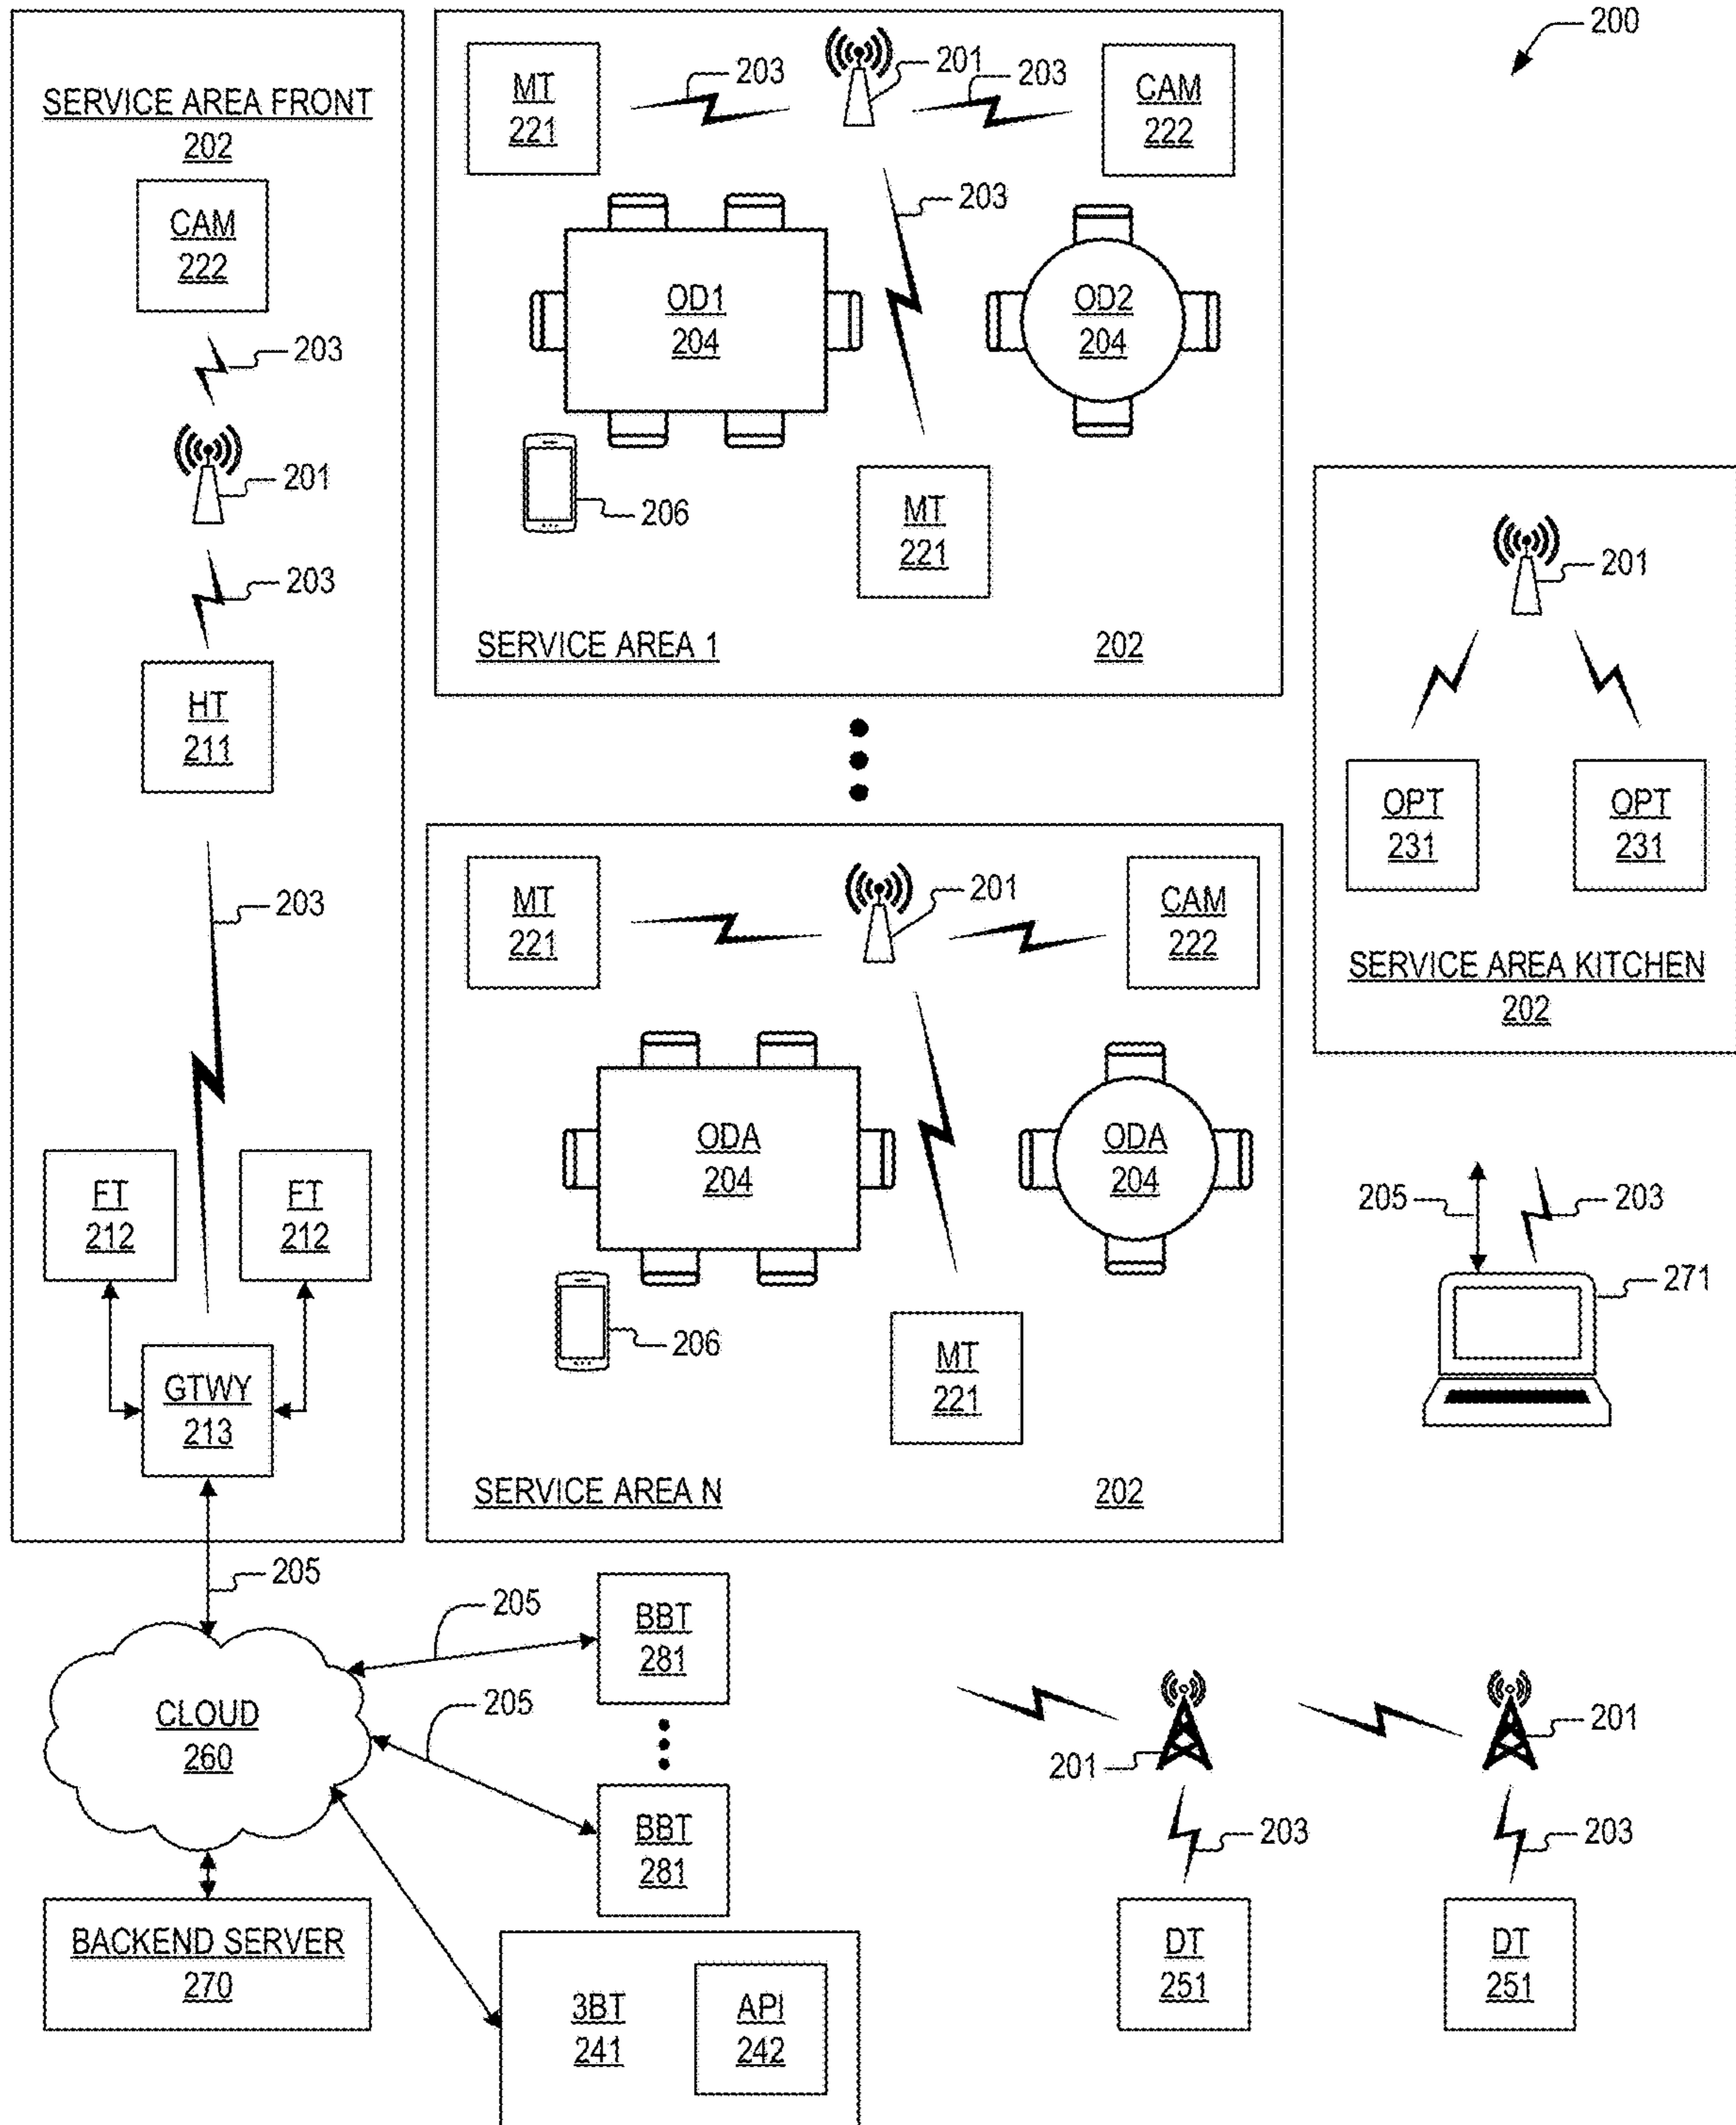 200
SERVICE AREA FRONT
202
CAM
222
203
201
203
HT
211
203
FT
212
FT
212
GTWY
213
205
MT
221
203
201
203
CAM
222
203
OD1
204
OD2
204
206
MT
221
SERVICE AREA 1
202
MT
221
201
CAM
222
ODA
204
ODA
204
206
MT
221
SERVICE AREA N
202
201
OPT
231
OPT
231
SERVICE AREA KITCHEN
202
205
203
271
CLOUD
260
205
BBT
281
205
BBT
281
BACKEND SERVER
270
3BT
241
API
242
201
201
203
203
DT
251
DT
251